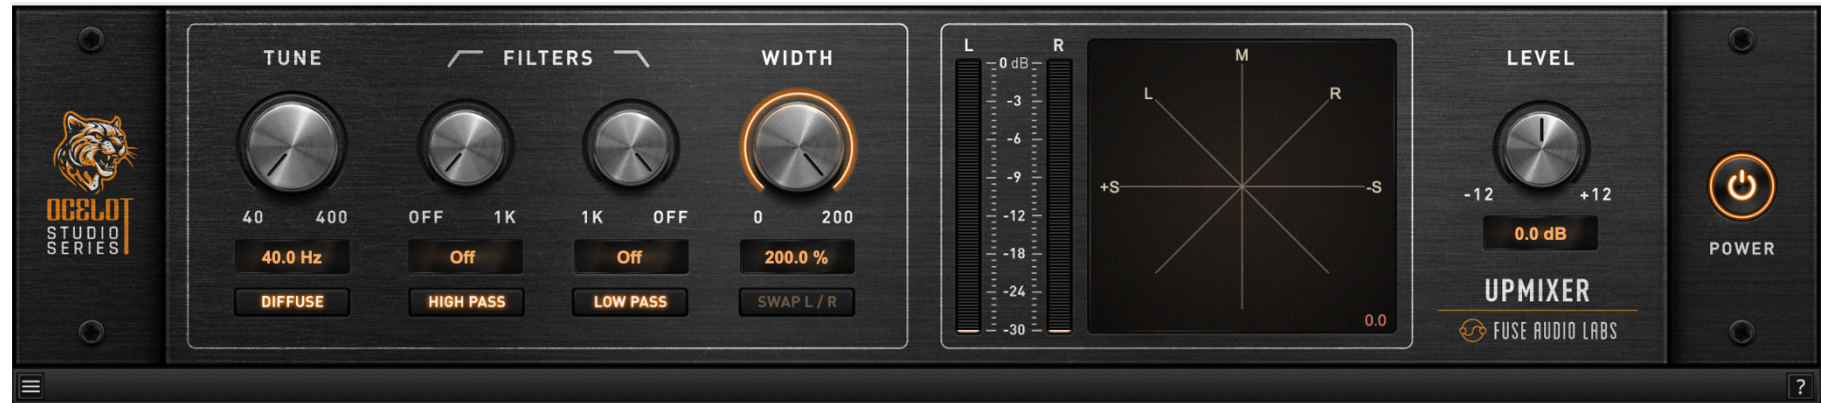 TUNE
FILTERS
WIDTH
40
400
OFF
1K
1K
OFF
0
200
40.0 Hz
Off
Off
200.0 %
DIFFUSE
HIGH PASS
LOW PASS
SWAP L / R
OCELOT
STUDIO
SERIES
L
R
0 dB
-3
-6
-9
-12
-18
-24
-30
M
L
R
+S
-S
0.0
LEVEL
-12
+12
0.0 dB
UPMIXER
FUSE AUDIO LABS
POWER
?